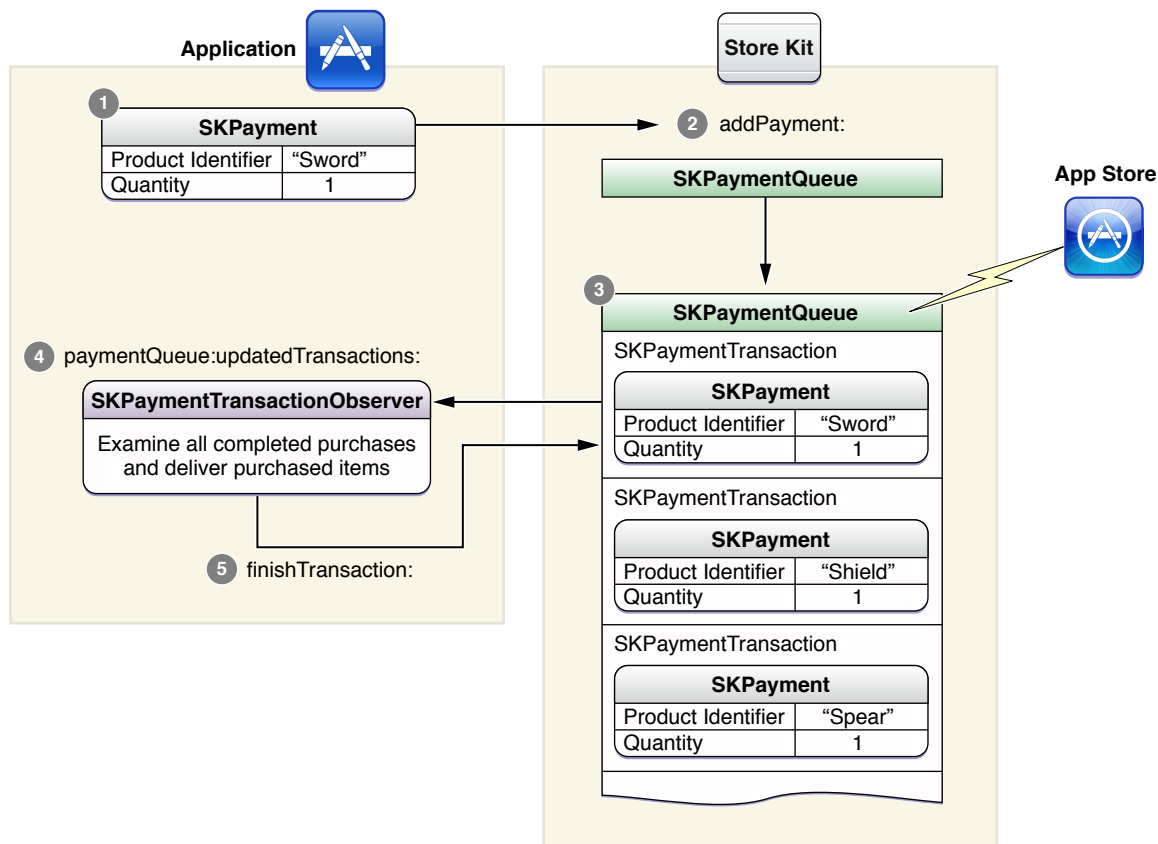 Application
Store Kit
1
SKPayment
Product Identifier “Sword”
Quantity 1
2 addPayment:
SKPaymentQueue
App Store
3
SKPaymentQueue
SKPaymentTransaction
SKPayment
Product Identifier “Sword”
Quantity 1
4 paymentQueue:updatedTransactions:
SKPaymentTransactionObserver
Examine all completed purchases
and deliver purchased items
5 finishTransaction:
SKPaymentTransaction
SKPayment
Product Identifier “Shield”
Quantity 1
SKPaymentTransaction
SKPayment
Product Identifier “Spear”
Quantity 1